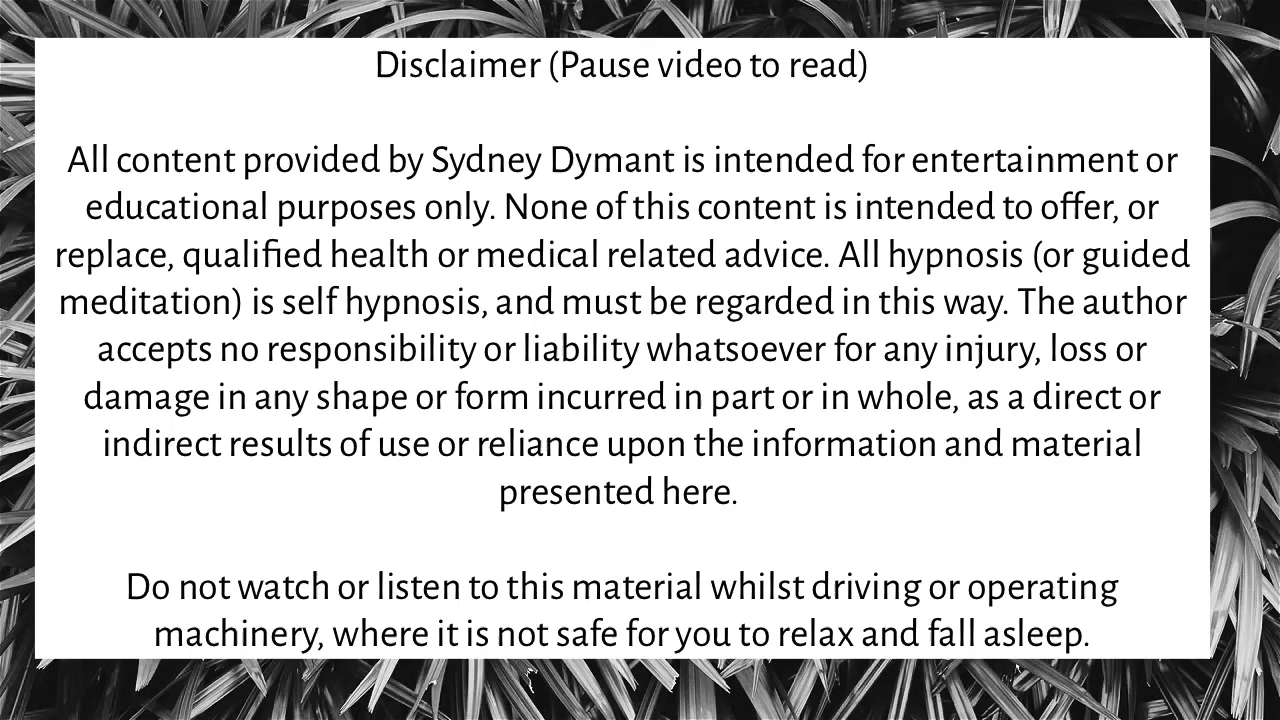 Disclaimer (Pause video to read)
All content provided by Sydney Dymant is intended for entertainment or
educational purposes only. None of this content is intended to offer, or
replace, qualified health or medical related advice. All hypnosis (or guided
meditation) is self hypnosis, and must be regarded in this way. The author
accepts no responsibility or liability whatsoever for any injury, loss or
damage in any shape or form incurred in part or in whole, as a direct or
indirect results of use or reliance upon the information and material
presented here.
Do not watch or listen to this material whilst driving or operating
machinery, where it is not safe for you to relax and fall asleep.